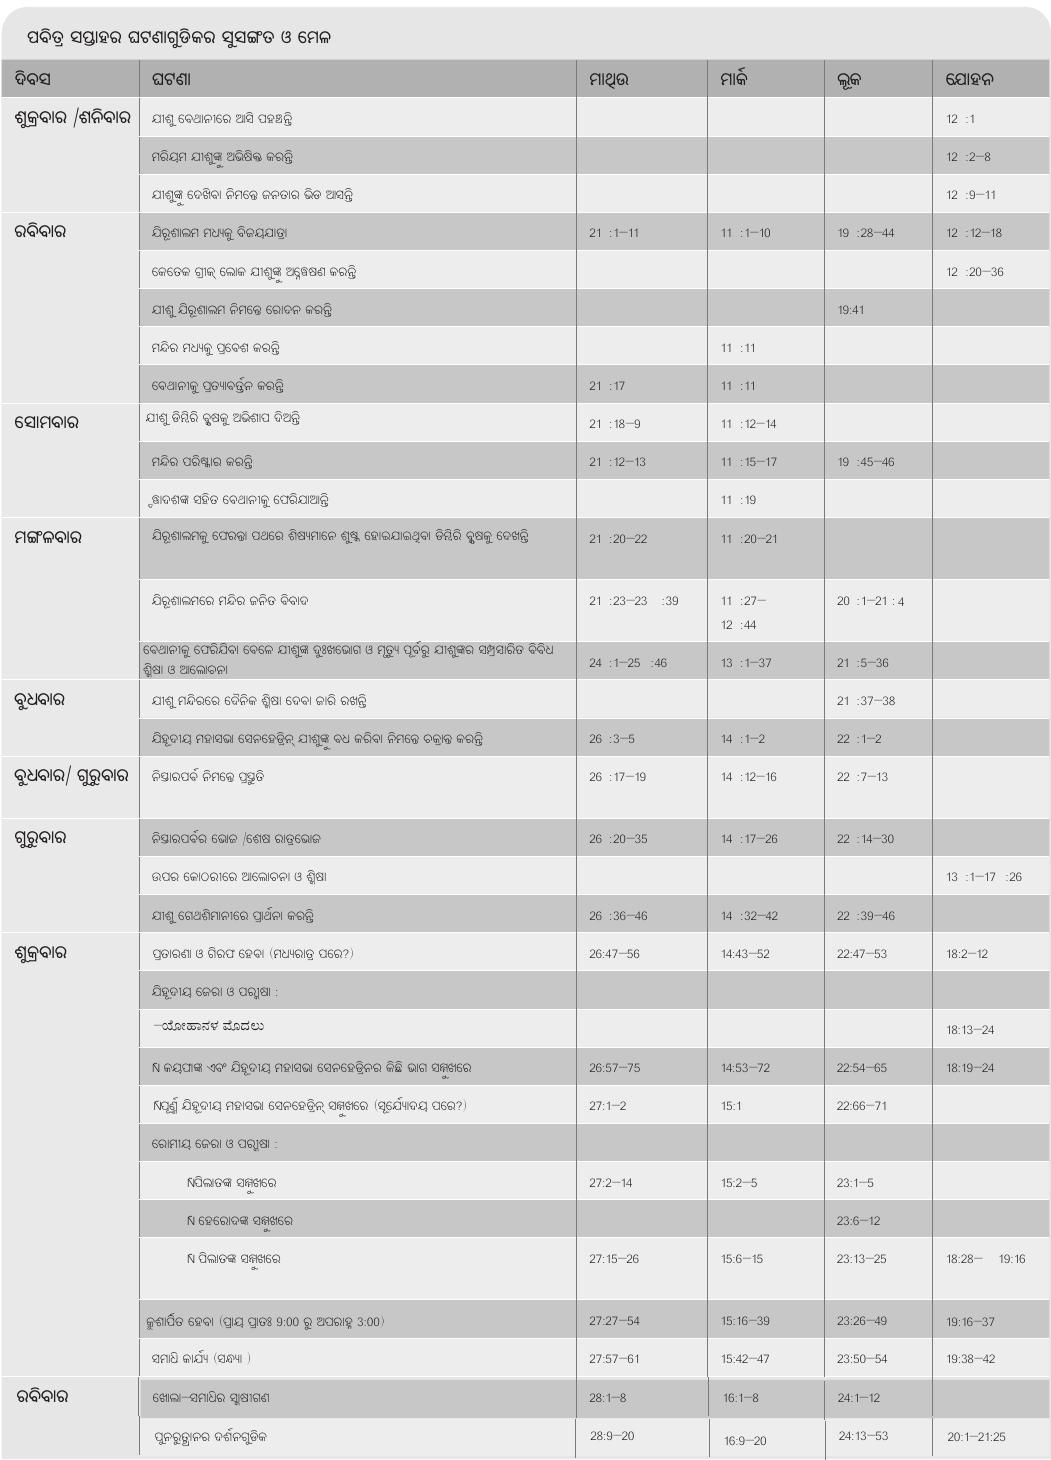 ପବିତ୍ର ସପ୍ତାହର ଘଟଣାଗୁଡିକର ସୁସଙ୍ଗତ ଓ ମେଳ
ଦିବସ ଘଟଣା ମାଥିଉ ମାର୍କ ଲୂକ ଯୋହନ
ଶୁକ୍ରବାର /ଶନିବାର ଯୀଶୁ ବେଥାନୀରେ ଆସି ପହଞ୍ଚନ୍ତି 12 :1
ମରିୟମ ଯୀଶୁଙ୍କୁ ଅଭିଷିକ୍ତ କରନ୍ତି 12 :2–8
ଯୀଶୁଙ୍କୁ ଦେଖିବା ନିମନ୍ତେ ଜନତାର ଭିଡ ଆସନ୍ତି 12 :9–11
ରବିବାର ଯିରୂଶାଲମ ମଧ୍ୟକୁ ବିଜୟଯାତ୍ରା 21 :1–11 11 :1–10 19 :28–44 12 :12–18
କେତେକ ଗ୍ରୀକ୍ ଲୋକ ଯୀଶୁଙ୍କୁ ଅନ୍ୱେଷଣ କରନ୍ତି 12 :20–36
ଯୀଶୁ ଯିରୂଶାଲମ ନିମନ୍ତେ ରୋଦନ କରନ୍ତି 19:41
ମନ୍ଦିର ମଧ୍ୟକୁ ପ୍ରବେଶ କରନ୍ତି 11 :11
ବେଥାନୀକୁ ପ୍ରତ୍ୟାବର୍ତ୍ତନ କରନ୍ତି 21 :17 11 :11
ସୋମବାର ଯୀଶୁ ଡିମ୍ବିରି ବୃକ୍ଷକୁ ଅଭିଶାପ ଦିଅନ୍ତି 21 :18–9 11 :12–14
ମନ୍ଦିର ପରିଷ୍କାର କରନ୍ତି 21 :12–13 11 :15–17 19 :45–46
ଦ୍ୱାଦଶଙ୍କ ସହିତ ବେଥାନୀକୁ ଫେରିଯାଆନ୍ତି 11 :19
ମଙ୍ଗଳବାର ଯିରୂଶାଲମକୁ ଫେରନ୍ତା ପଥରେ ଶିଷ୍ୟମାନେ ଶୁଷ୍କ ହୋଇଯାଇଥିବା ଡିମ୍ବିରି ବୃକ୍ଷକୁ ଦେଖନ୍ତି 21 :20–22 11 :20–21
ଯିରୂଶାଲମରେ ମନ୍ଦିର ଜନିତ ବିବାଦ 21 :23–23 :39 11 :27– 20 :1–21 : 4
12 :44
ବେଥାନୀକୁ ଫେରିଯିବା ବେଳେ ଯୀଶୁଙ୍କ ଦୁଃଖଭୋଗ ଓ ମୃତ୍ୟୁ ପୂର୍ବରୁ ଯୀଶୁଙ୍କର ସମ୍ପ୍ରସାରିତ ବିବିଧ
ଶିକ୍ଷା ଓ ଆଲୋଚନା 24 :1–25 :46 13 :1–37 21 :5–36
ବୁଧବାର ଯୀଶୁ ମନ୍ଦିରରେ ଦୈନିକ ଶିକ୍ଷା ଦେବା ଜାରି ରଖନ୍ତି 21 :37–38
ଯିହୂଦୀୟ ମହାସଭା ସେନହେଡ୍ରିନ୍ ଯୀଶୁଙ୍କୁ ବଧ କରିବା ନିମନ୍ତେ ଚକ୍ରାନ୍ତ କରନ୍ତି 26 :3–5 14 :1–2 22 :1–2
ବୁଧବାର/ ଗୁରୁବାର ନିସ୍ତାରପର୍ବ ନିମନ୍ତେ ପ୍ରସ୍ତୁତି 26 :17–19 14 :12–16 22 :7–13
ଗୁରୁବାର ନିସ୍ତାରପର୍ବର ଭୋଜ /ଶେଷ ରାତ୍ରଭୋଜ 26 :20–35 14 :17–26 22 :14–30
ଉପର କୋଠରୀରେ ଆଲୋଚନା ଓ ଶିକ୍ଷା 13 :1–17 :26
ଯୀଶୁ ଗେଥଶିମାନୀରେ ପ୍ରାର୍ଥନା କରନ୍ତି 26 :36–46 14 :32–42 22 :39–46
ଶୁକ୍ରବାର ପ୍ରତାରଣା ଓ ଗିରଫ ହେବା (ମଧ୍ୟରାତ୍ର ପରେ?) 26:47–56 14:43–52 22:47–53 18:2–12
ଯିହୂଦୀୟ ଜେରା ଓ ପରୀକ୍ଷା :
–ಯೋಹಾನಳ ಮೊದಲು 18:13–24
Ñ କୟଫାଙ୍କ ଏବଂ ଯିହୂଦୀୟ ମହାସଭା ସେନହେଡ୍ରିନର କିଛି ଭାଗ ସମ୍ମୁଖରେ 26:57–75 14:53–72 22:54–65 18:19–24
Ñପୂର୍ଣ୍ଣ ଯିହୂଦୀୟ ମହାସଭା ସେନହେଡ୍ରିନ୍ ସମ୍ମୁଖରେ (ସୂର୍ଯ୍ୟୋଦୟ ପରେ?) 27:1–2 15:1 22:66–71
ରୋମୀୟ ଜେରା ଓ ପରୀକ୍ଷା :
Ñପିଲାତଙ୍କ ସମ୍ମୁଖରେ 27:2–14 15:2–5 23:1–5
Ñ ହେରୋଦଙ୍କ ସମ୍ମୁଖରେ 23:6–12
Ñ ପିଲାତଙ୍କ ସମ୍ମୁଖରେ 27:15–26 15:6–15 23:13–25 18:28– 19:16
କ୍ରୁଶାର୍ପିତ ହେବା (ପ୍ରାୟ ପ୍ରାତଃ 9:00 ରୁ ଅପରାହ୍ନ 3:00) 27:27–54 15:16–39 23:26–49 19:16–37
ସମାଧି କାର୍ଯ୍ୟ (ସନ୍ଧ୍ୟା ) 27:57–61 15:42–47 23:50–54 19:38–42
ରବିବାର ଖୋଲା–ସମାଧିର ସାକ୍ଷୀଗଣ 28:1–8 16:1–8 24:1–12
ପୁନରୁତ୍ଥାନର ଦର୍ଶନଗୁଡିକ 28:9–20 16:9–20 24:13–53 20:1–21:25